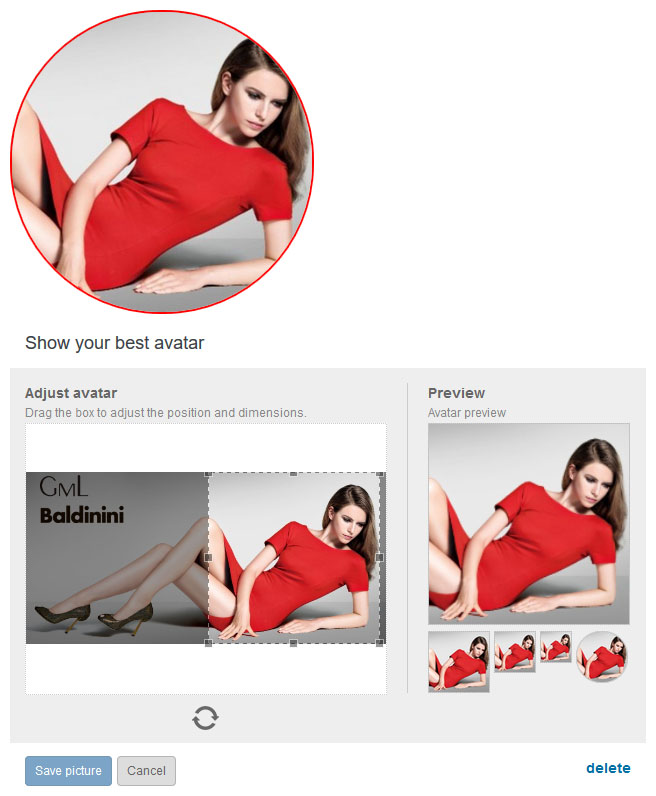 Show your best avatar
Adjust avatar
Drag the box to adjust the position and dimensions.
GML
Baldinini
Preview
Avatar preview
Save picture
Cancel
delete